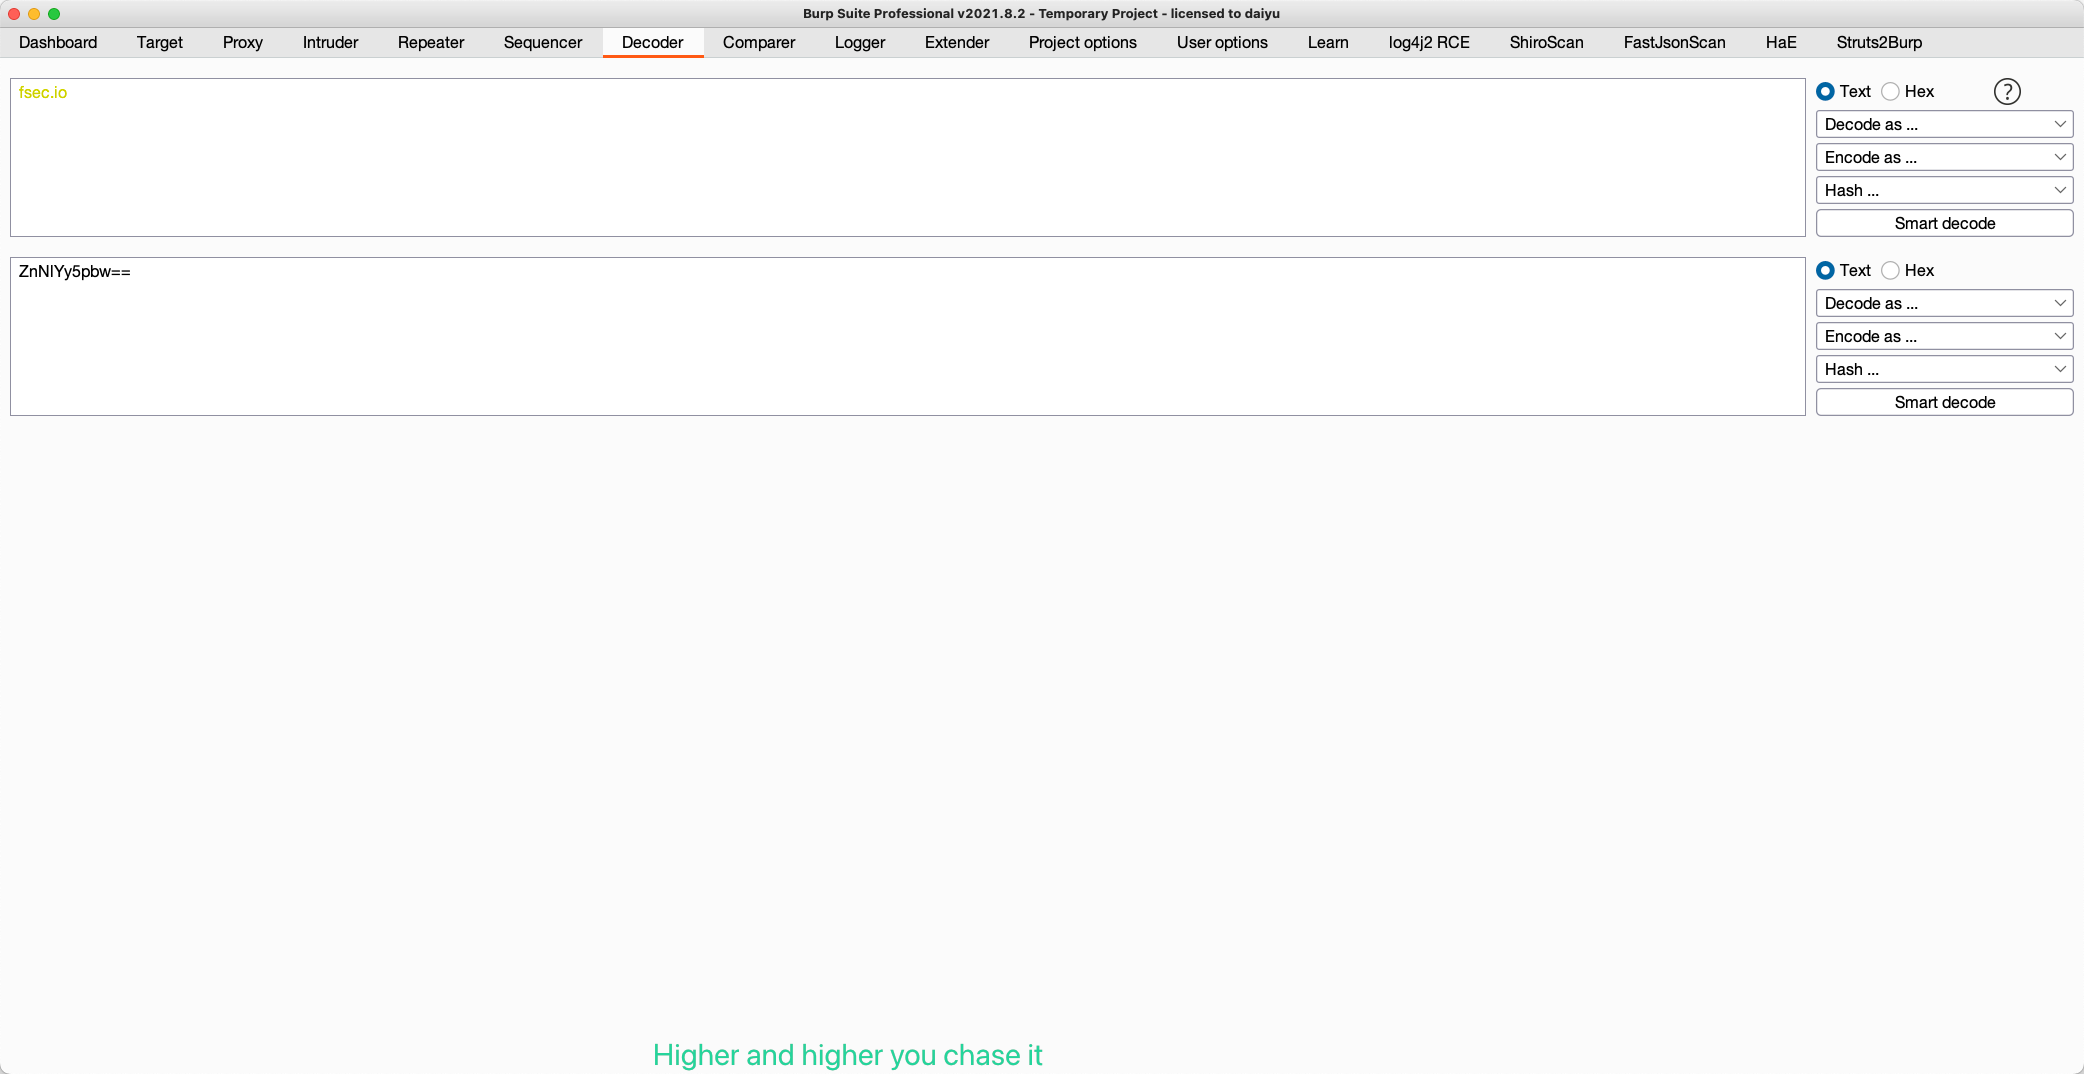 Burp Suite Professional v2021.8.2 - Temporary Project - licensed to daiyu
Dashboard Target Proxy Intruder Repeater Sequencer Decoder Comparer Logger Extender Project options User options Learn log4j2 RCE ShiroScan FastJsonScan HaE Struts2Burp
fsec.io
Text Hex ?
Decode as ...
Encode as ...
Hash ...
Smart decode
ZnNlYy5pbw==
Text Hex
Decode as ...
Encode as ...
Hash ...
Smart decode
Higher and higher you chase it